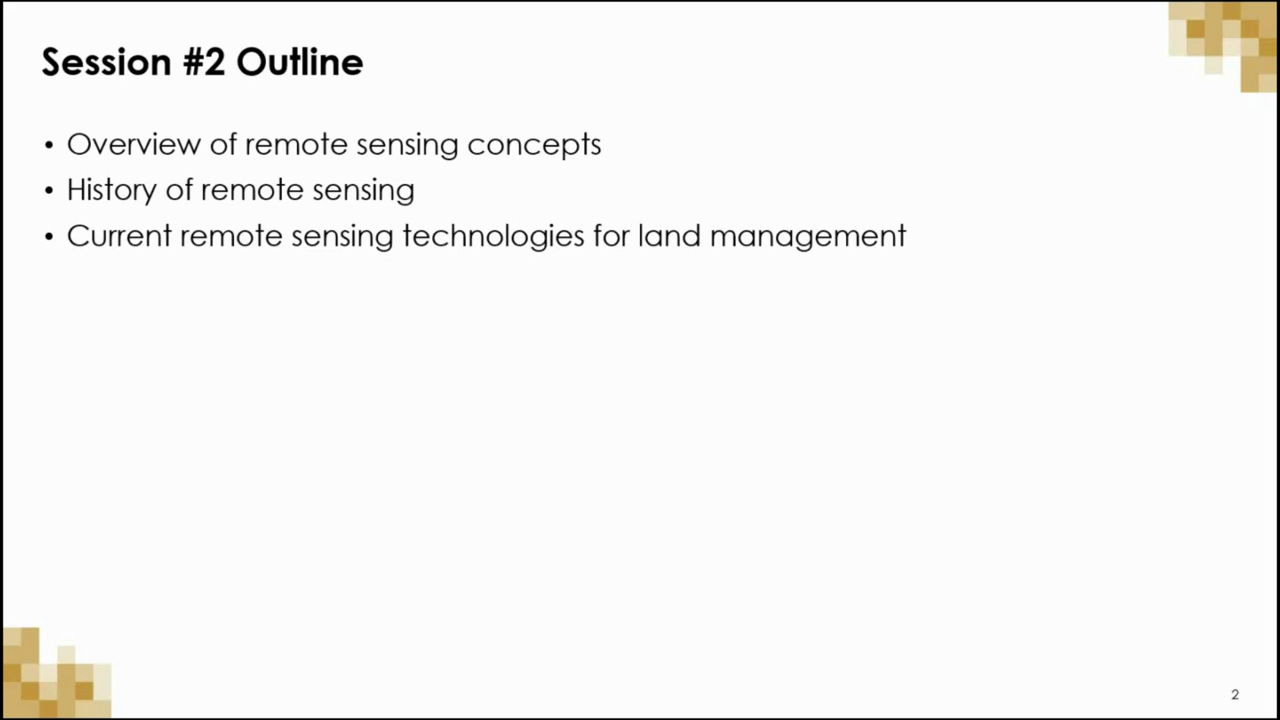 Session #2 Outline
• Overview of remote sensing concepts
• History of remote sensing
• Current remote sensing technologies for land management
2